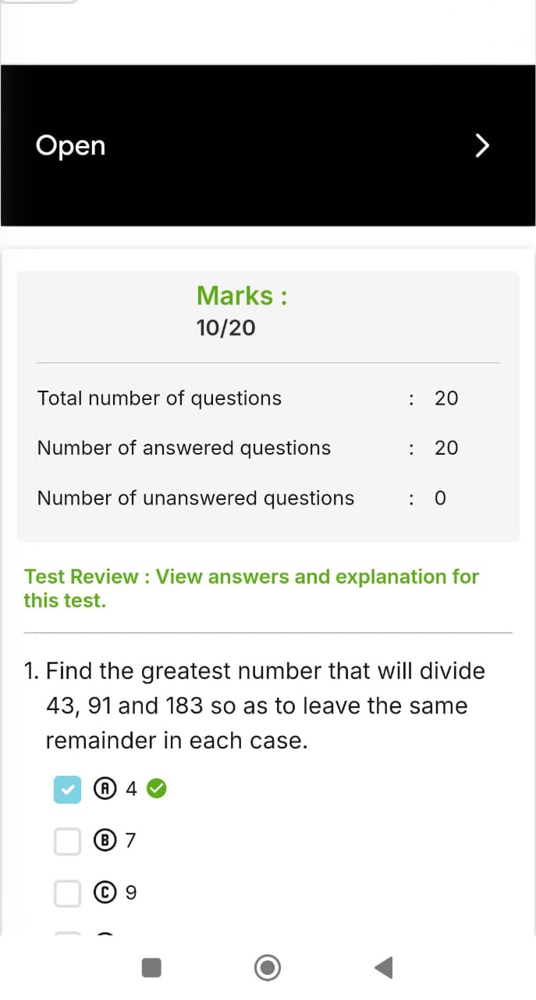 Open
Marks :
10/20
Total number of questions : 20
Number of answered questions : 20
Number of unanswered questions : 0
Test Review : View answers and explanation for
this test.
1. Find the greatest number that will divide
43, 91 and 183 so as to leave the same
remainder in each case.
Ⓐ 4
Ⓑ 7
Ⓒ 9